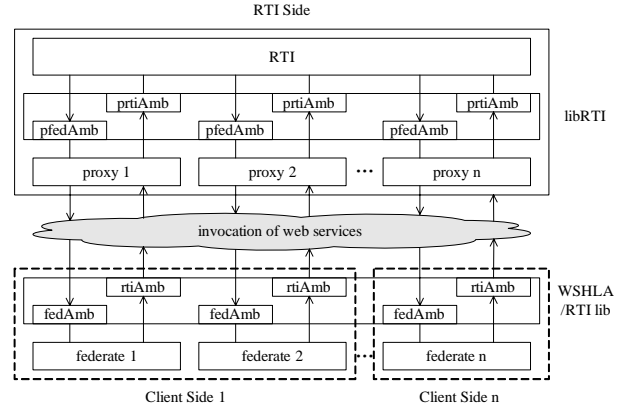 RTI Side
RTI
prtiAmb prtiAmb prtiAmb
libRTI
pfedAmb pfedAmb pfedAmb
proxy 1 proxy 2 ... proxy n
invocation of web services
rtiAmb rtiAmb rtiAmb
WSHLA
/RTI lib
fedAmb fedAmb fedAmb
federate 1 federate 2 ... federate n
Client Side 1 Client Side n